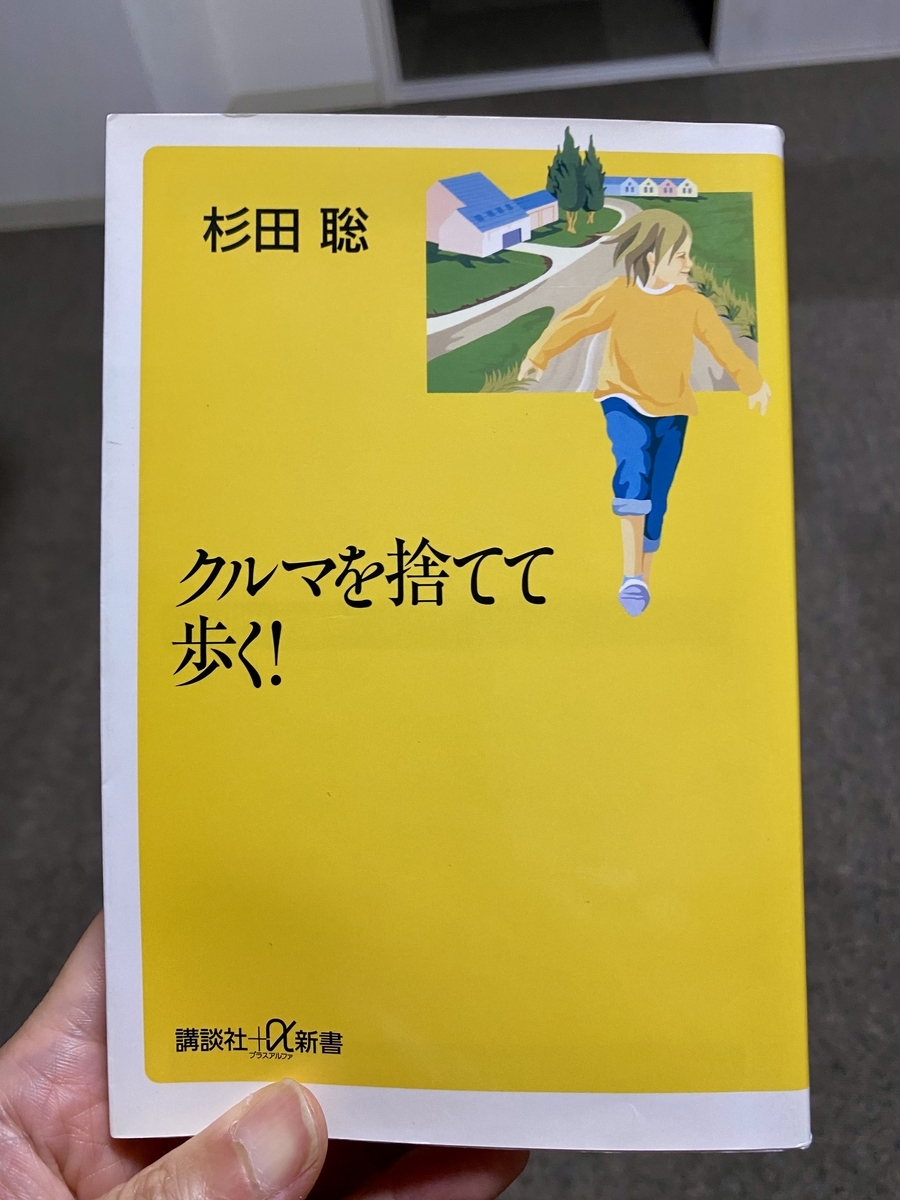 杉田 聡
クルマを捨てて
歩く!
講談社+α新書
プラスアルファ